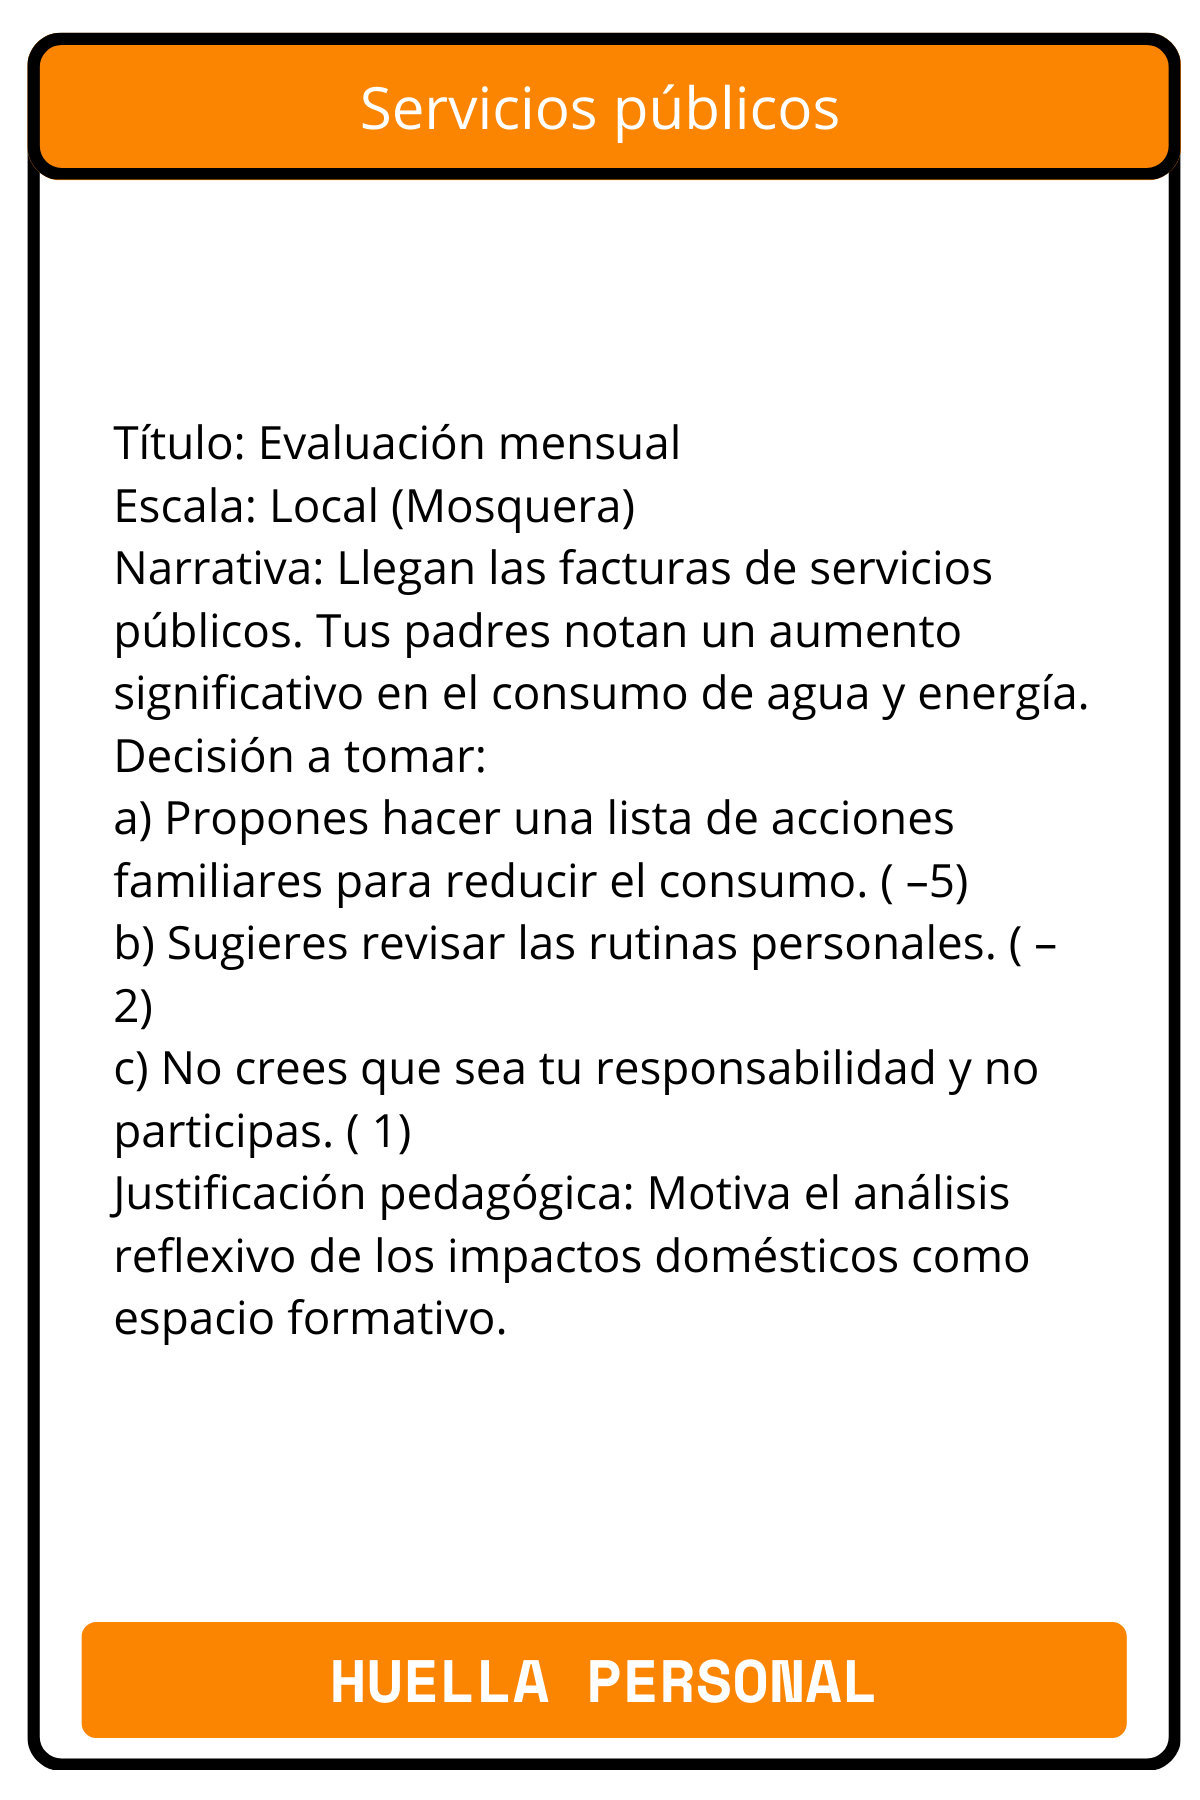 Servicios públicos
Título: Evaluación mensual
Escala: Local (Mosquera)
Narrativa: Llegan las facturas de servicios
públicos. Tus padres notan un aumento
significativo en el consumo de agua y energía.
Decisión a tomar:
a) Propones hacer una lista de acciones
familiares para reducir el consumo. ( –5)
b) Sugieres revisar las rutinas personales. ( –
2)
c) No crees que sea tu responsabilidad y no
participas. ( 1)
Justificación pedagógica: Motiva el análisis
reflexivo de los impactos domésticos como
espacio formativo.
HUELLA PERSONAL